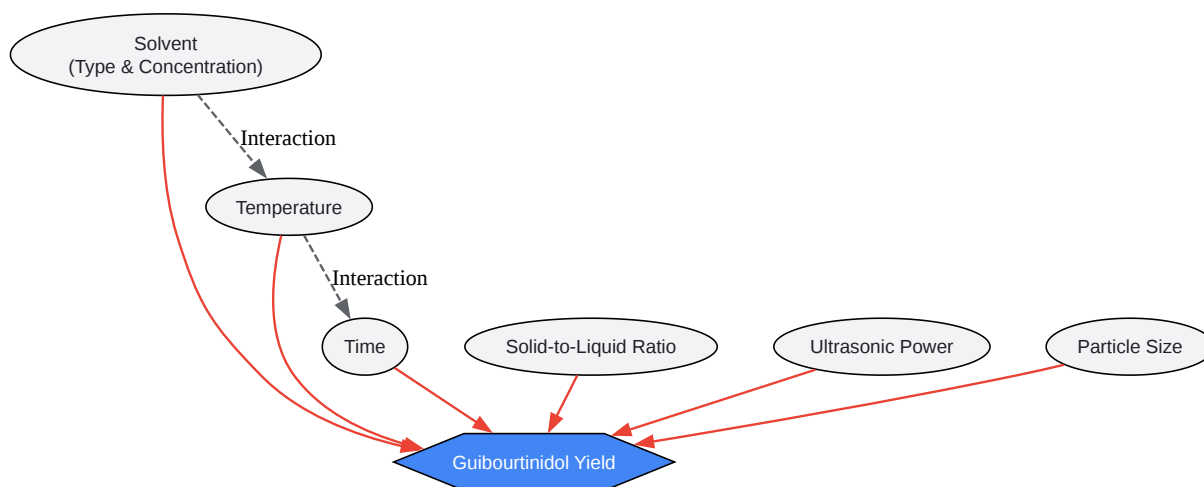 Solvent
(Type & Concentration)
Interaction
Temperature
Interaction
Time
Solid-to-Liquid Ratio
Ultrasonic Power
Particle Size
Guibourtinidol Yield